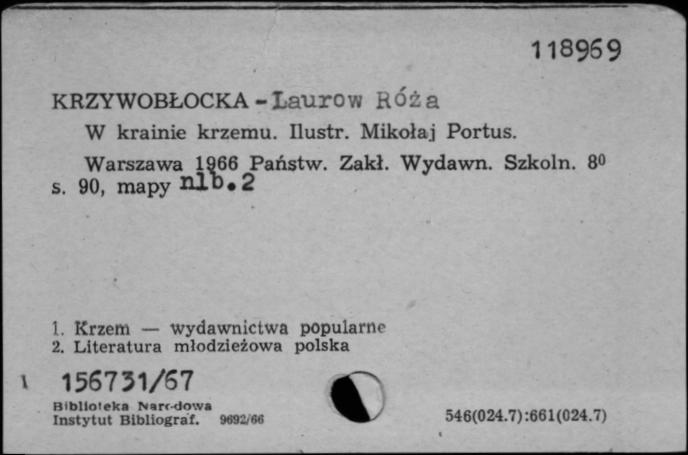 118969
KRZYWOBŁOCKA - Laurow Róża
W krainie krzemu. Ilustr. Mikołaj Portus.
Warszawa 1966 Państw. Zakł. Wydawn. Szkoln. 8⁰
s. 90, mapy nlb. 2
1. Krzem — wydawnictwa popularne
2. Literatura młodzieżowa polska
1 156731/67
Biblioteka Narodowa
Instytut Bibliograf. 9692/66
546(024.7):661(024.7)